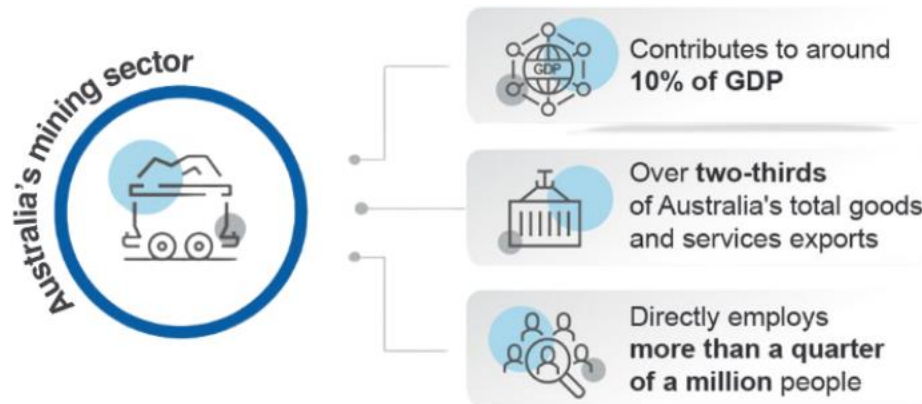 Australia's mining sector
GDP
Contributes to around
10% of GDP
Over two-thirds
of Australia's total goods
and services exports
Directly employs
more than a quarter
of a million people